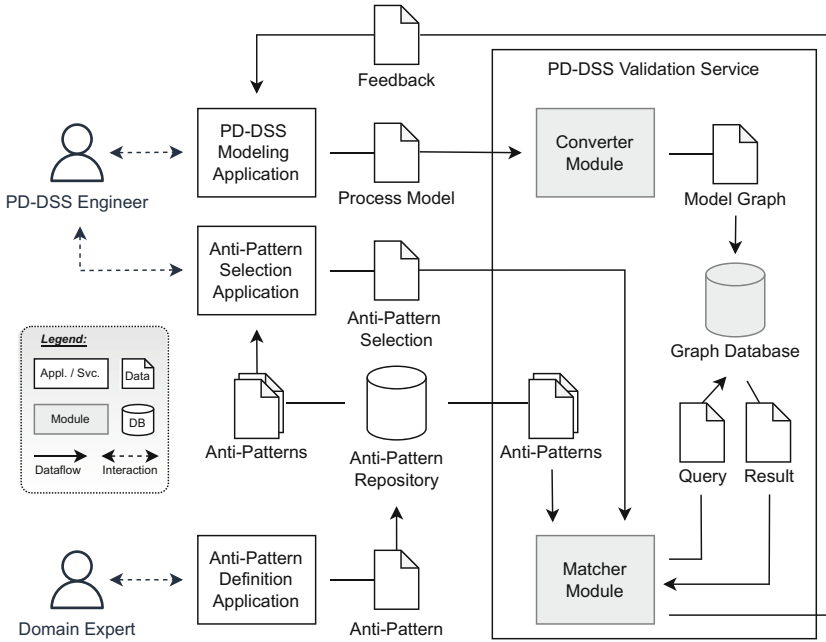 Feedback
PD-DSS Validation Service
PD-DSS
Modeling
Application
Process Model
Converter
Module
Model Graph
PD-DSS Engineer
Anti-Pattern
Selection
Application
Anti-Pattern
Selection
Graph Database
Legend:
Appl. / Svc.
Data
Module
DB
Dataflow
Interaction
Anti-Patterns
Anti-Pattern
Repository
Anti-Patterns
Query
Result
Anti-Pattern
Definition
Application
Anti-Pattern
Matcher
Module
Domain Expert